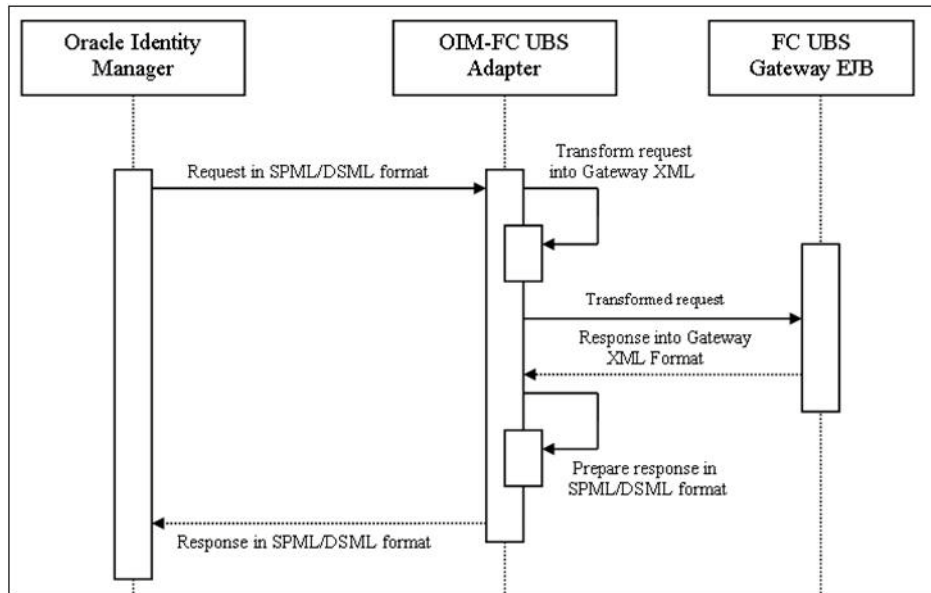 Oracle Identity
Manager
OIM-FC UBS
Adapter
FC UBS
Gateway EJB
Request in SPML/DSML format
Transform request
into Gateway XML
Transformed request
Response into Gateway
XML Format
Prepare response in
SPML/DSML format
Response in SPML/DSML format